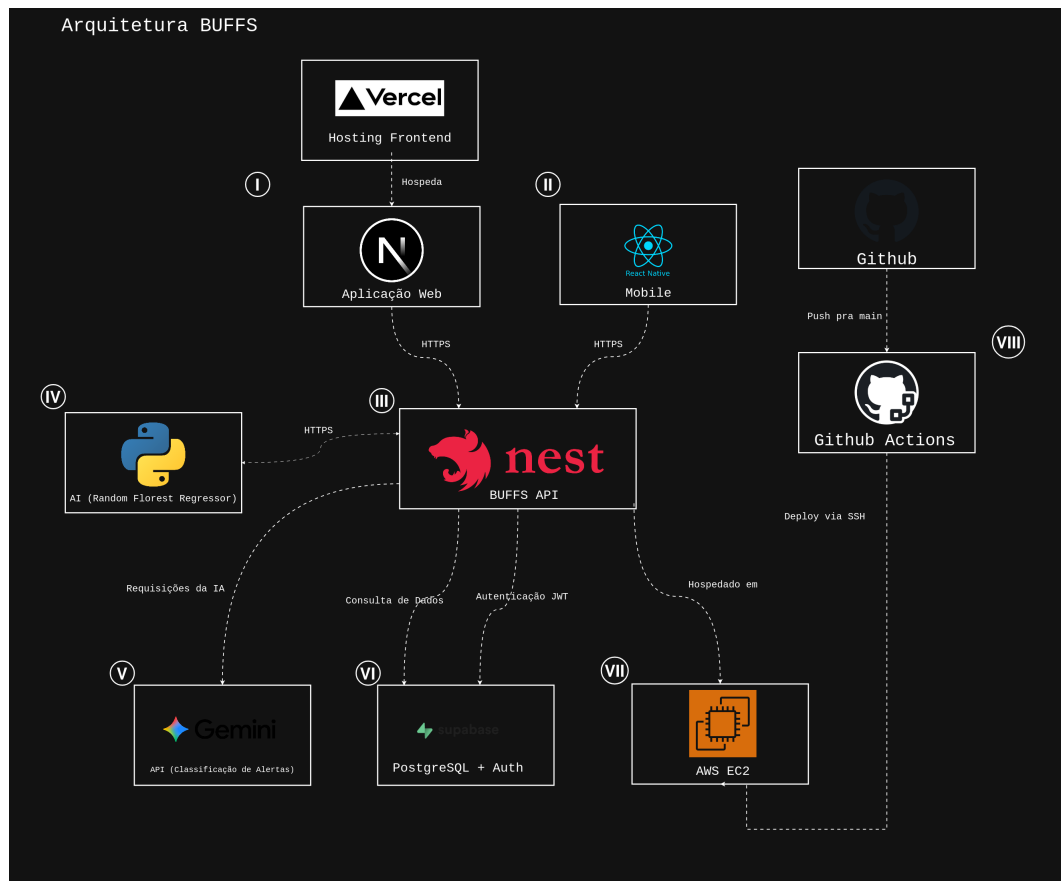 Arquitetura BUFFS
Vercel
Hosting Frontend
I
Hospeda
II
Aplicação Web
React Native
Mobile
Github
Push pra main
VIII
HTTPS
HTTPS
Github Actions
IV
III
HTTPS
nest
BUFFS API
AI (Random Florest Regressor)
Deploy via SSH
Requisições da IA
Consulta de Dados
Autenticação JWT
Hospedado em
V
VI
VII
Gemini
API (Classificação de Alertas)
supabase
PostgreSQL + Auth
AWS EC2